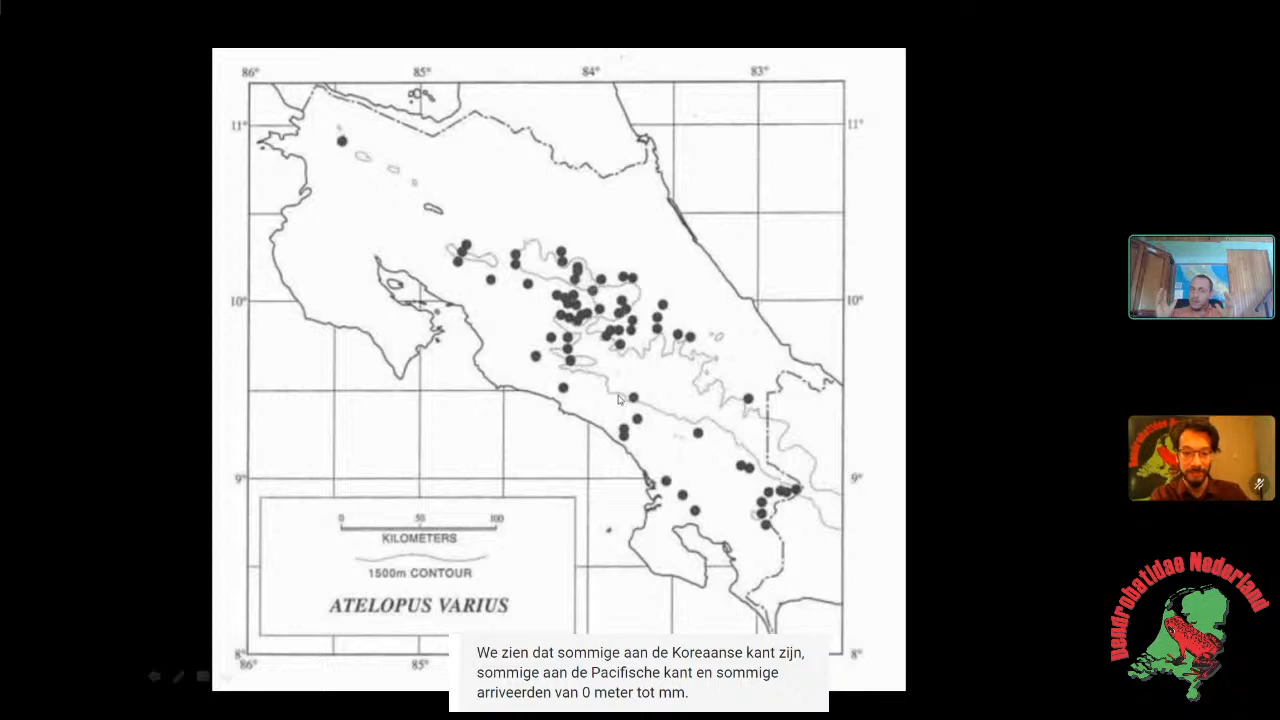 86° 85° 84° 83°
11° 11°
10° 10°
9° 9°
0 50 100
KILOMETERS
1500m CONTOUR
ATELOPUS VARIUS
8° 8°
86° 85°
We zien dat sommige aan de Koreaanse kant zijn,
sommige aan de Pacifische kant en sommige
arriveerden van 0 meter tot mm.
Dendrobatidae Nederland